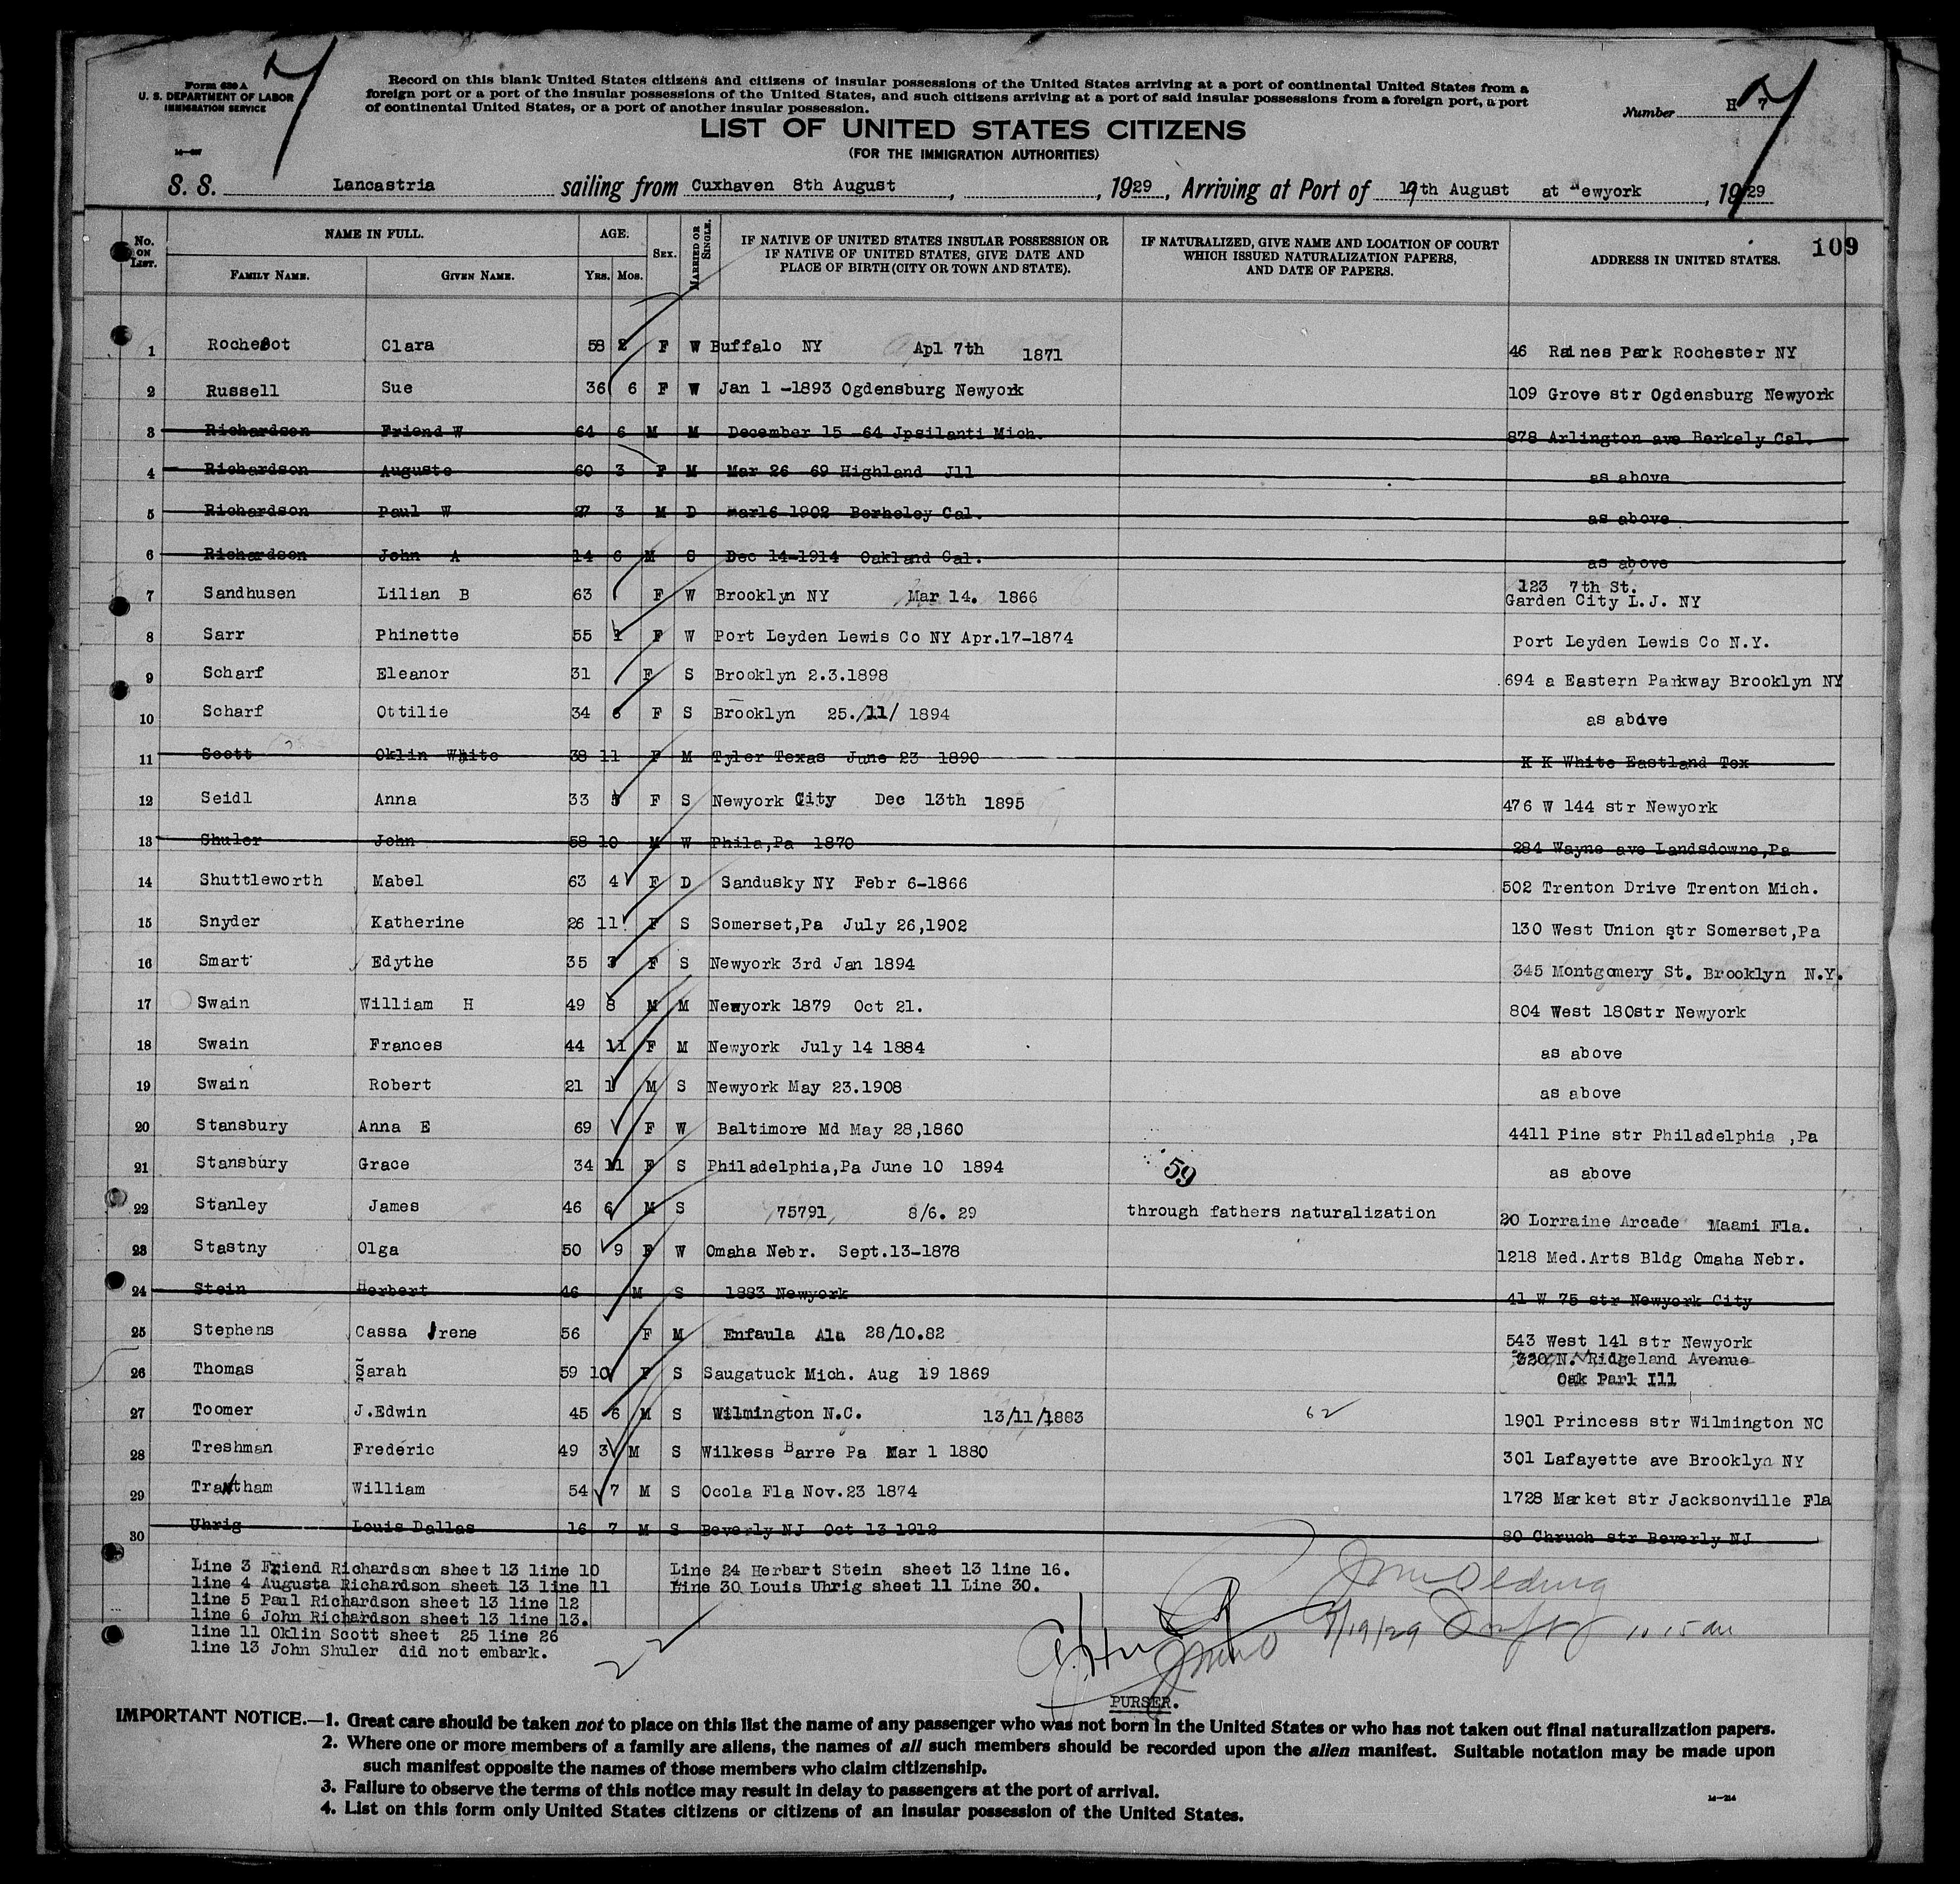 Form 630 A
U. S. DEPARTMENT OF LABOR
IMMIGRATION SERVICE
7
Record on this blank United States citizens and citizens of insular possessions of the United States arriving at a port of continental United States from a
foreign port or a port of the insular possessions of the United States, and such citizens arriving at a port of said insular possessions from a foreign port, a port
of continental United States, or a port of another insular possession.
Number H 7
7
LIST OF UNITED STATES CITIZENS
(FOR THE IMMIGRATION AUTHORITIES)
S. S. Lancastria sailing from Cuxhaven 8th August, 1929, Arriving at Port of 19th August at Newyork, 1929
109
No. ON LIST. NAME IN FULL. FAMILY NAME. GIVEN NAME. AGE. YRS. MOS. SEX. MARRIED OR SINGLE. IF NATIVE OF UNITED STATES INSULAR POSSESSION OR IF NATIVE OF UNITED STATES, GIVE DATE AND PLACE OF BIRTH (CITY OR TOWN AND STATE). IF NATURALIZED, GIVE NAME AND LOCATION OF COURT WHICH ISSUED NATURALIZATION PAPERS, AND DATE OF PAPERS. ADDRESS IN UNITED STATES.
1 Clara 58 F W Buffalo NY Apl 7th 1871 46 Raines Park Rochester NY
2 Russell Sue 36 6 F W Jan 1 -1893 Ogdensburg Newyork 109 Grove str Ogdensburg Newyork
3 Richardson Friend W 64 6 M M December 15 -64 Jpsilanti Mich. 878 Arlington ave Berkely Cal.
4 Richardson Auguste 60 3 F M Mar 26 69 Highland Jll as above
5 Richardson Paul W 27 3 M D Mar16 1902 Berheley Cal. as above
6 Richardson John A 14 6 M S Dec 14-1914 Oakland Cal. as above
7 Sandhusen Lilian B 63 F W Brooklyn NY Mar 14. 1866 123 7th St. Garden City L.J. NY
8 Sarr Phinette 55 F W Port Leyden Lewis Co NY Apr.17-1874 Port Leyden Lewis Co N.Y.
9 Scharf Eleanor 31 F S Brooklyn 2.3.1898 694 a Eastern Parkway Brooklyn NY
10 Scharf Ottilie 34 6 F S Brooklyn 25./11/ 1894 as above
11 Scott Oklin White 38 11 F M Tyler Texas June 23 1890 K K White Eastland Tex
12 Seidl Anna 33 F S Newyork City Dec 13th 1895 476 W 144 str Newyork
13 Shuler John 58 10 M W Phila,Pa 1870 284 Wayne ave Landsdowne,Pa
14 Shuttleworth Mabel 63 4 F D Sandusky NY Febr 6-1866 502 Trenton Drive Trenton Mich.
15 Snyder Katherine 26 11 F S Somerset,Pa July 26,1902 130 West Union str Somerset,Pa
16 Smart Edythe 35 3 F S Newyork 3rd Jan 1894 345 Montgomery St. Brooklyn N.Y.
17 Swain William H 49 8 M M Newyork 1879 Oct 21. 804 West 180str Newyork
18 Swain Frances 44 11 F M Newyork July 14 1884 as above
19 Swain Robert 21 1 M S Newyork May 23.1908 as above
20 Stansbury Anna E 69 F W Baltimore Md May 28,1860 4411 Pine str Philadelphia ,Pa
21 Stansbury Grace 34 11 F S Philadelphia,Pa June 10 1894 59 as above
22 Stanley James 46 6 M S 75791 8/6. 29 through fathers naturalization 20 Lorraine Arcade Maami Fla.
23 Stastny Olga 50 9 F W Omaha Nebr. Sept.13-1878 1218 Med.Arts Bldg Omaha Nebr.
24 Stein Herbert 46 M S 1883 Newyork 41 W 75 str Newyork City
25 Stephens Cassa Irene 56 F M Enfaula Ala 28/10.82 543 West 141 str Newyork
26 Thomas Sarah 59 10 F S Saugatuck Mich. Aug 19 1869 320 N. Ridgeland Avenue Oak Parl Ill
27 Toomer J.Edwin 45 6 M S Wilmington N.C. 13/11/1883 62 1901 Princess str Wilmington NC
28 Treshman Frederic 49 3 M S Wilkess Barre Pa Mar 1 1880 301 Lafayette ave Brooklyn NY
29 Trantham William 54 7 M S Ocola Fla Nov.23 1874 1728 Market str Jacksonville Fla
30 Uhrig Louis Dallas 16 7 M S Beverly NJ Oct 13 1912 80 Chruch str Beverly NJ
Line 3 Friend Richardson sheet 13 line 10 Line 24 Herbart Stein sheet 13 line 16.
line 4 Augusta Richardson sheet 13 line 11 Line 30 Louis Uhrig sheet 11 Line 30.
line 5 Paul Richardson sheet 13 line 12
line 6 John Richardson sheet 13 line 13.
line 11 Oklin Scott sheet 25 line 26
line 13 John Shuler did not embark.
22
8/19/29 11 15 am
PURSER.
IMPORTANT NOTICE.—1. Great care should be taken not to place on this list the name of any passenger who was not born in the United States or who has not taken out final naturalization papers.
2. Where one or more members of a family are aliens, the names of all such members should be recorded upon the alien manifest. Suitable notation may be made upon
such manifest opposite the names of those members who claim citizenship.
3. Failure to observe the terms of this notice may result in delay to passengers at the port of arrival.
4. List on this form only United States citizens or citizens of an insular possession of the United States.
14—214